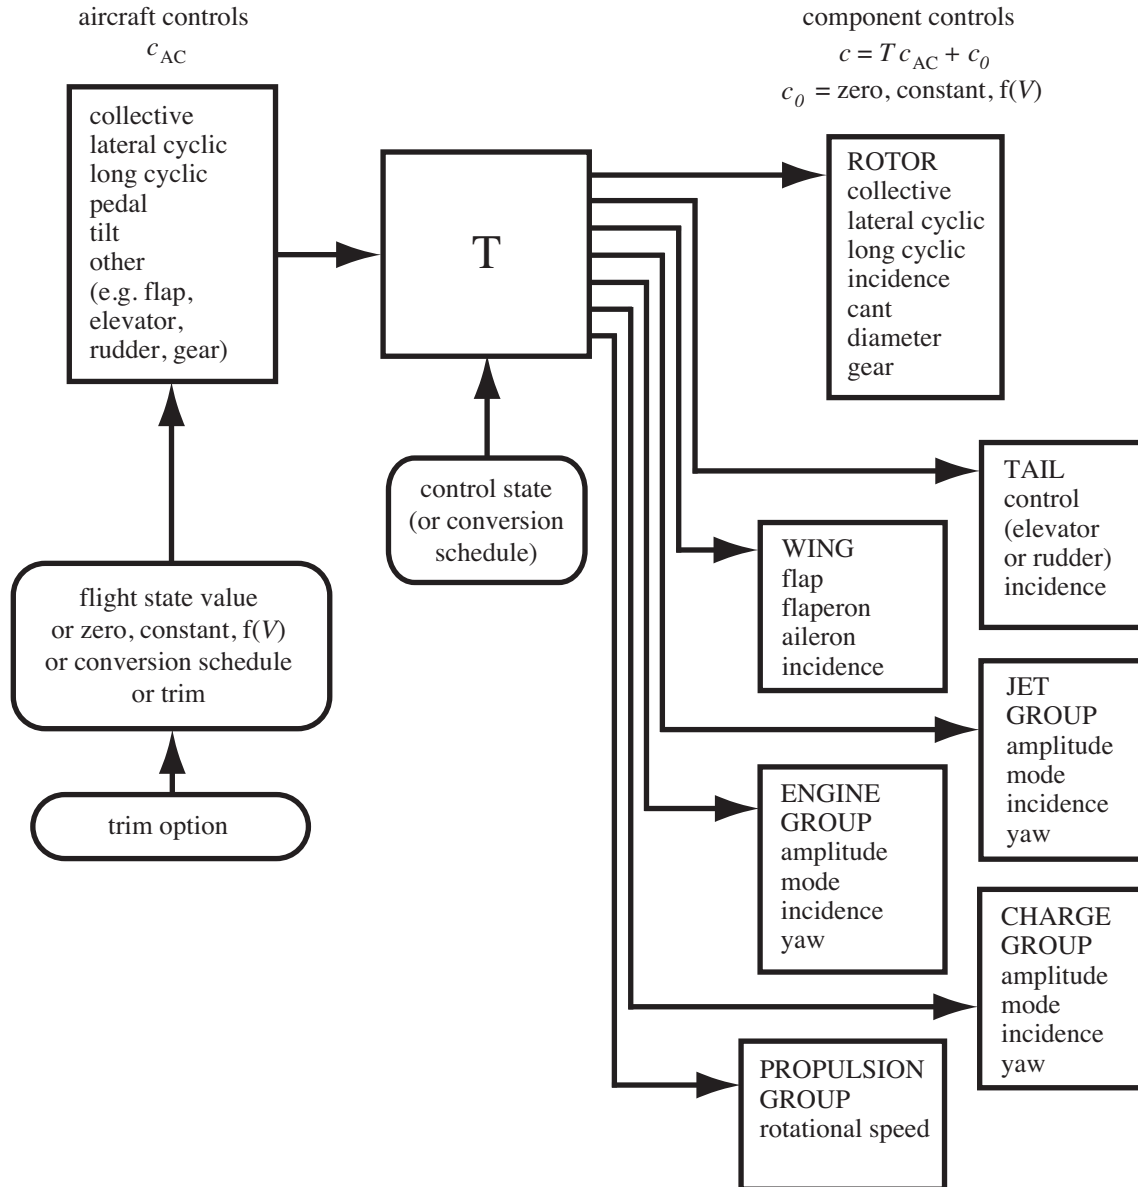 aircraft controls
c_AC
collective
lateral cyclic
long cyclic
pedal
tilt
other
(e.g. flap,
elevator,
rudder, gear)
flight state value
or zero, constant, f(V)
or conversion schedule
or trim
trim option
T
control state
(or conversion
schedule)
component controls
c = T c_AC + c_0
c_0 = zero, constant, f(V)
ROTOR
collective
lateral cyclic
long cyclic
incidence
cant
diameter
gear
TAIL
control
(elevator
or rudder)
incidence
WING
flap
flaperon
aileron
incidence
JET
GROUP
amplitude
mode
incidence
yaw
ENGINE
GROUP
amplitude
mode
incidence
yaw
CHARGE
GROUP
amplitude
mode
incidence
yaw
PROPULSION
GROUP
rotational speed